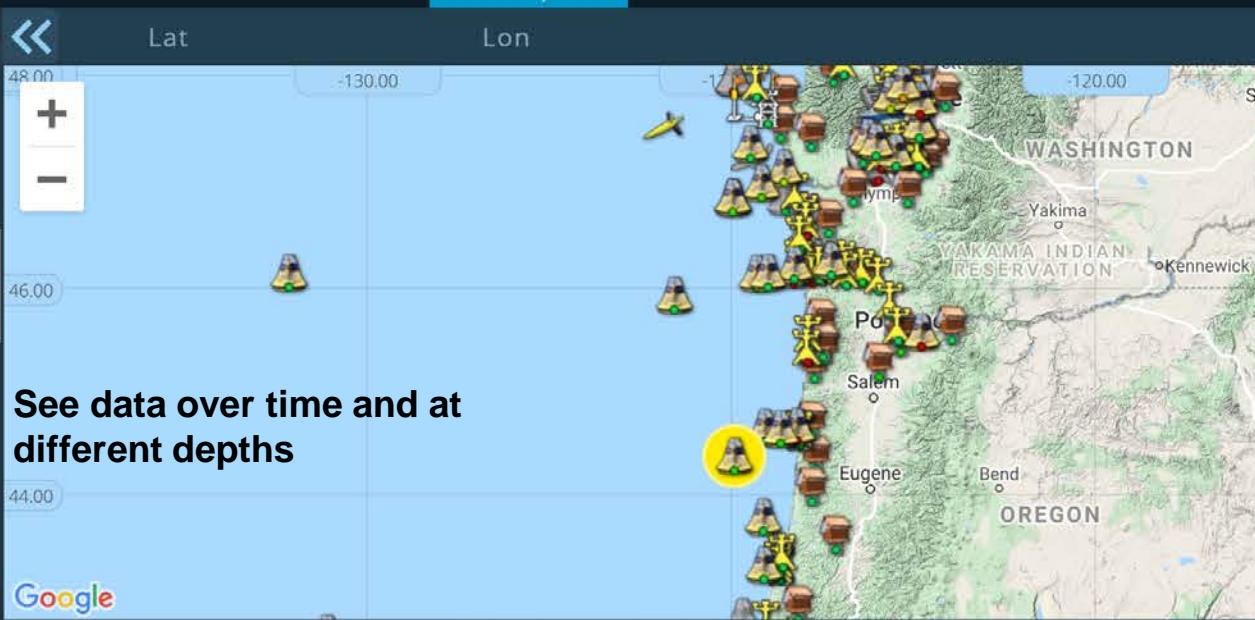 Lat Lon
48.00 -130.00 -120.00
WASHINGTON
Yakima
YAKAMA INDIAN
RESERVATION
Kennewick
46.00
Salem
See data over time and at
different depths
Eugene
Bend
44.00
OREGON
Google